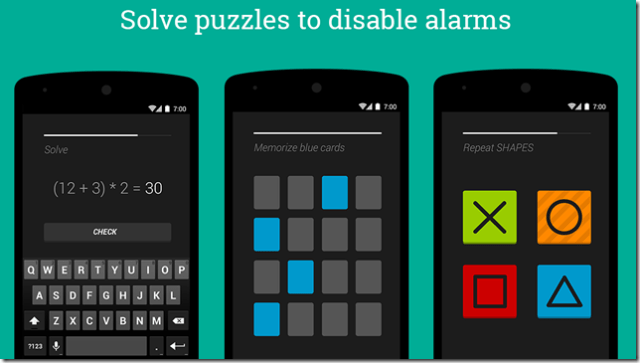 Solve puzzles to disable alarms
7:00
Solve
(12 + 3) * 2 = 30
CHECK
Q W E R T Y U I O P
A S D F G H J K L
Z X C V B N M
?123 .
7:00
Memorize blue cards
7:00
Repeat SHAPES